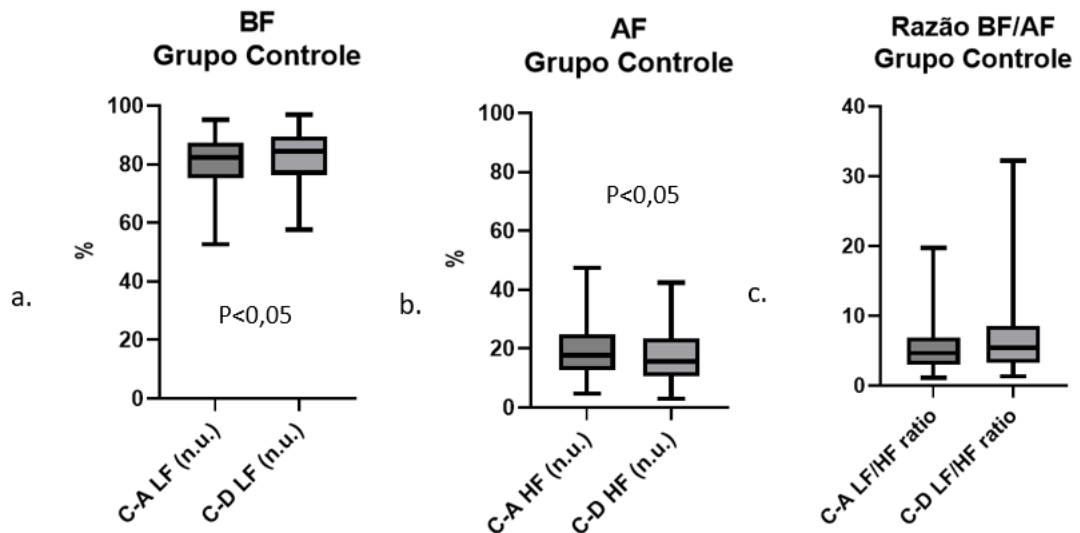 BF
Grupo Controle
100
80
60
40
20
0
%
P<0,05
a.
C-A LF (n.u.)
C-D LF (n.u.)
AF
Grupo Controle
100
80
60
40
20
0
%
P<0,05
b.
C-A HF (n.u.)
C-D HF (n.u.)
Razão BF/AF
Grupo Controle
40
30
20
10
0
c.
C-A LF/HF ratio
C-D LF/HF ratio